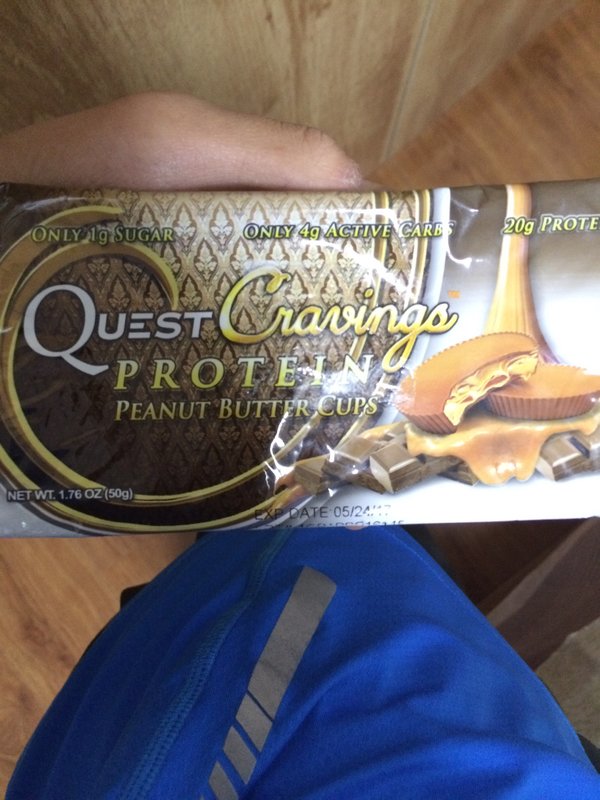 ONLY 1g SUGAR ONLY 4g ACTIVE CARBS 20g PROTE
QUEST Cravings™
PROTEIN
PEANUT BUTTER CUPS
NET WT. 1.76 OZ (50g)
EXP DATE 05/24/17